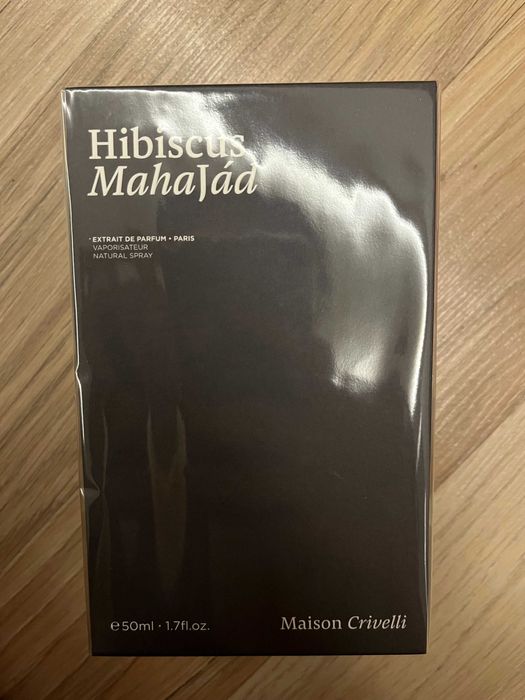 Hibiscus
MahaJád
• EXTRAIT DE PARFUM • PARIS
VAPORISATEUR
NATURAL SPRAY
℮50ml · 1.7fl.oz.
Maison Crivelli